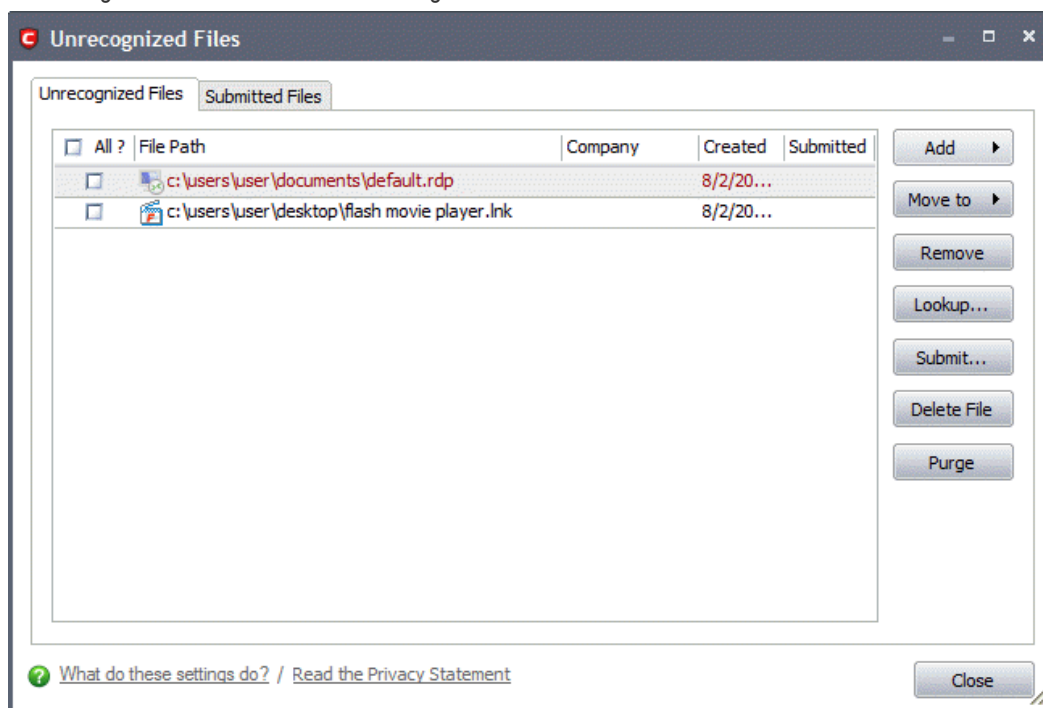 Unrecognized Files
Unrecognized Files Submitted Files
All ? File Path Company Created Submitted
c:\users\user\documents\default.rdp 8/2/20...
c:\users\user\desktop\flash movie player.lnk 8/2/20...
Add
Move to
Remove
Lookup...
Submit...
Delete File
Purge
What do these settings do? / Read the Privacy Statement
Close